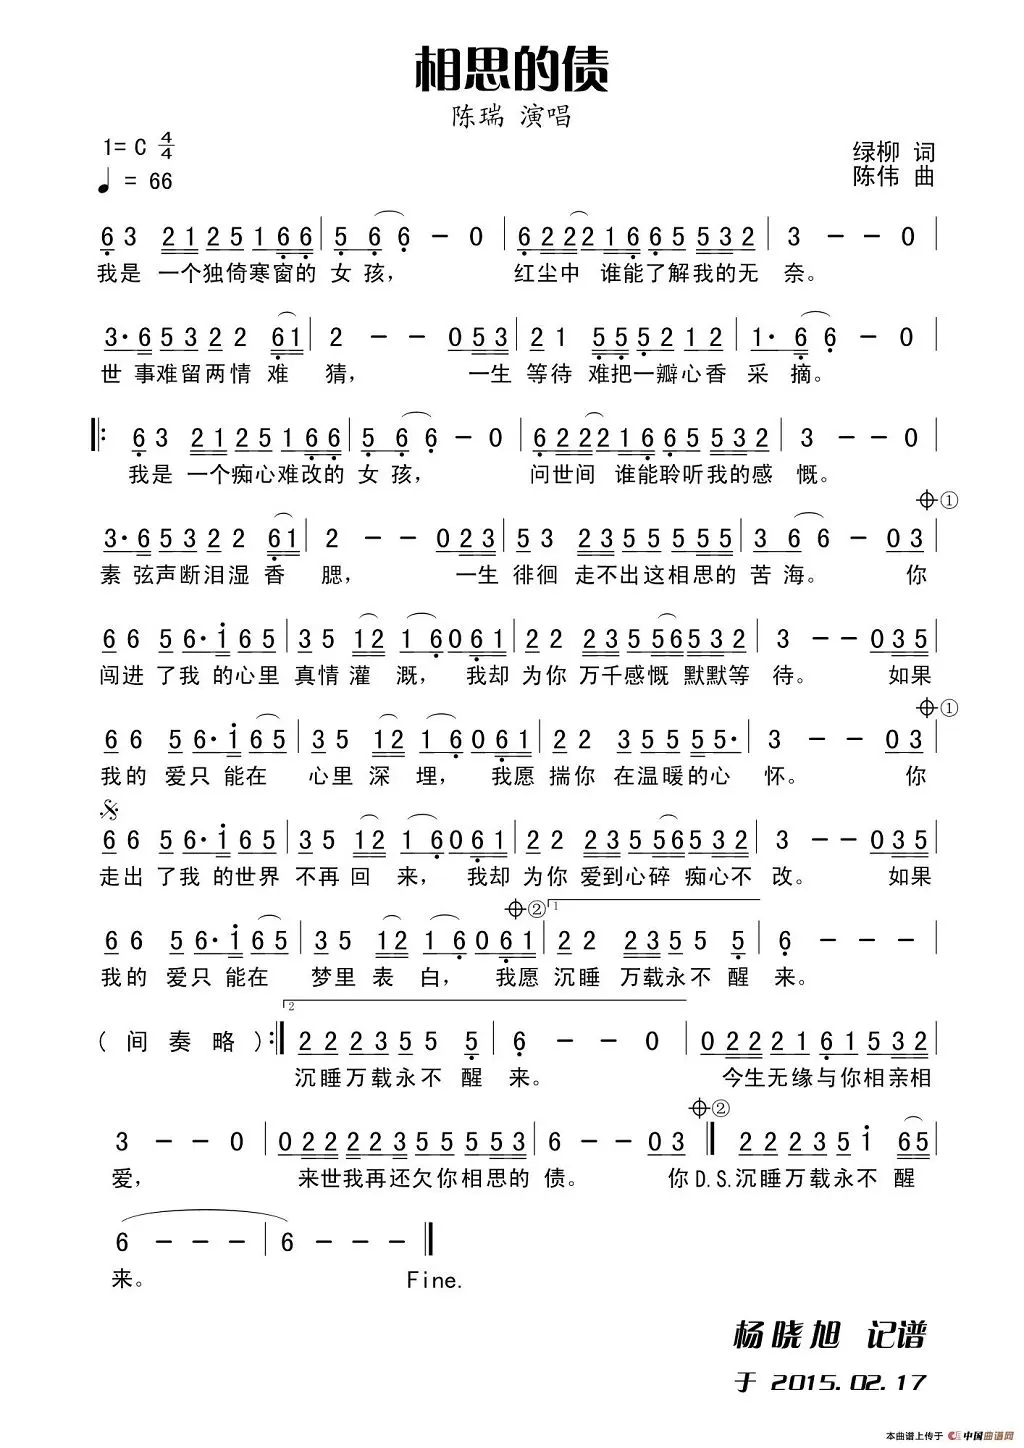 相思的债
陈瑞 演唱
1= C 4/4
♩ = 66
绿柳 词
陈伟 曲
6 3 2 1 2 5 1 6 6 | 5 6 6 - 0 | 6 2 2 2 1 6 6 5 5 3 2 | 3 - - 0 |
我是 一个独倚寒窗的 女 孩， 红尘中 谁能了解我的无 奈。
3· 6 5 3 2 2 6 1 | 2 - - 0 5 3 | 2 1 5 5 5 2 1 2 | 1· 6 6 - 0 |
世 事难留两情 难 猜， 一生 等待 难把一瓣心香 采 摘。
‖: 6 3 2 1 2 5 1 6 6 | 5 6 6 - 0 | 6 2 2 2 1 6 6 5 5 3 2 | 3 - - 0 |
我是 一个痴心难改的 女 孩， 问世间 谁能聆听我的感 慨。
①
3· 6 5 3 2 2 6 1 | 2 - - 0 2 3 | 5 3 2 3 5 5 5 5 5 | 3 6 6 - 0 3 |
素 弦声断泪湿 香 腮， 一生 徘徊 走不出这相思的 苦 海。 你
6 6 5 6· i 6 5 | 3 5 1 2 1 6 0 6 1 | 2 2 2 3 5 5 6 5 3 2 | 3 - - 0 3 5 |
闯进 了我 的心里 真情 灌 溉， 我却 为你 万千感慨 默默等 待。 如果
①
6 6 5 6· i 6 5 | 3 5 1 2 1 6 0 6 1 | 2 2 3 5 5 5 5 5· | 3 - - 0 3 |
我的 爱只 能在 心里 深 埋， 我愿 揣你 在温暖的心 怀。 你
6 6 5 6· i 6 5 | 3 5 1 2 1 6 0 6 1 | 2 2 2 3 5 5 6 5 3 2 | 3 - - 0 3 5 |
走出 了我 的世界 不再 回 来， 我却 为你 爱到心碎 痴心不 改。 如果
② 1
6 6 5 6· i 6 5 | 3 5 1 2 1 6 0 6 1 | 2 2 2 3 5 5 5 | 6 - - - |
我的 爱只 能在 梦里 表 白， 我愿 沉睡 万载永不 醒 来。
2
( 间 奏 略 ) :‖ 2 2 2 3 5 5 5 | 6 - - 0 | 0 2 2 2 1 6 1 5 3 2 |
沉睡万载永不 醒 来。 今生无缘与你相亲相
②
3 - - 0 | 0 2 2 2 2 3 5 5 5 5 3 | 6 - - 0 3 ‖ 2 2 2 3 5 i 6 5 |
爱， 来世我再还欠你相思的 债。 你 D.S.沉睡万载永不 醒
6 - - - | 6 - - - ‖
来。 Fine.
杨晓旭 记谱
于 2015.02.17
本曲谱上传于 中国曲谱网